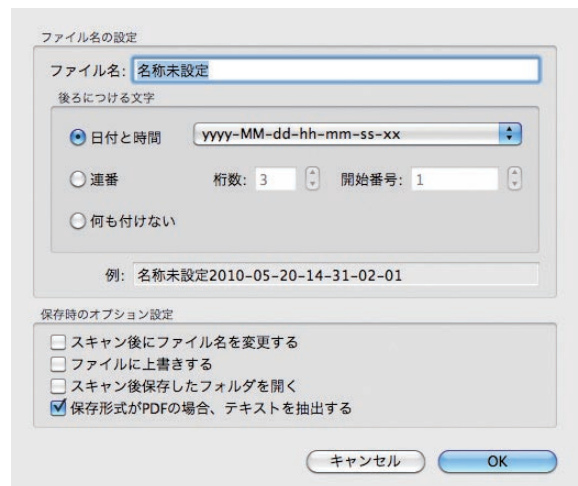 ファイル名の設定
ファイル名: 名称未設定
後ろにつける文字
日付と時間 yyyy-MM-dd-hh-mm-ss-xx
連番 桁数: 3 開始番号: 1
何も付けない
例: 名称未設定2010-05-20-14-31-02-01
保存時のオプション設定
スキャン後にファイル名を変更する
ファイルに上書きする
スキャン後保存したフォルダを開く
保存形式がPDFの場合、テキストを抽出する
キャンセル OK